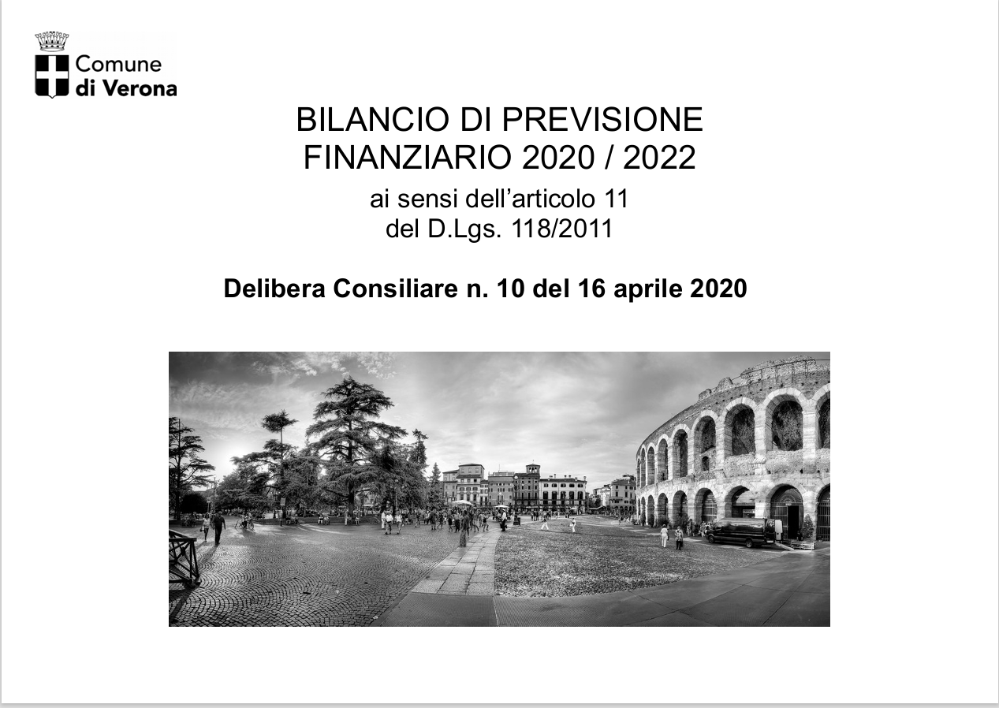 Comune
di Verona
BILANCIO DI PREVISIONE
FINANZIARIO 2020 / 2022
ai sensi dell’articolo 11
del D.Lgs. 118/2011
Delibera Consiliare n. 10 del 16 aprile 2020